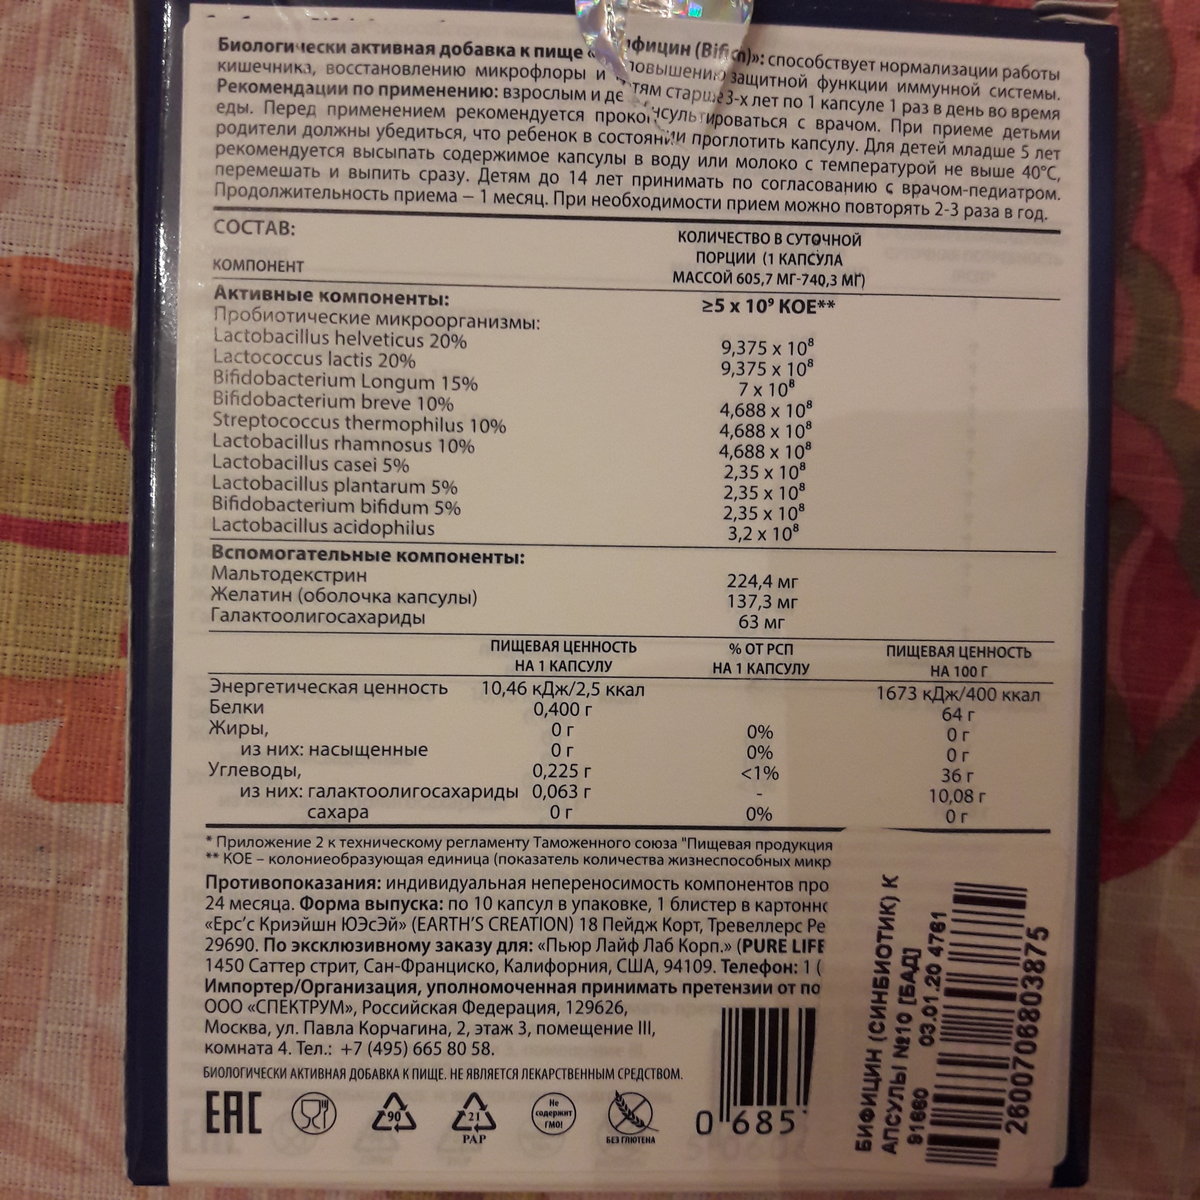 Биологически активная добавка к пище « фицин (Bifi n)»: способствует нормализации работы
кишечника, восстановлению микрофлоры и повышению защитной функции иммунной системы.
Рекомендации по применению: взрослым и детям старше 3-х лет по 1 капсуле 1 раз в день во время
еды. Перед применением рекомендуется проконсультироваться с врачом. При приеме детьми
родители должны убедиться, что ребенок в состоянии проглотить капсулу. Для детей младше 5 лет
рекомендуется высыпать содержимое капсулы в воду или молоко с температурой не выше 40°C,
перемешать и выпить сразу. Детям до 14 лет принимать по согласованию с врачом-педиатром.
Продолжительность приема – 1 месяц. При необходимости прием можно повторять 2-3 раза в год.
СОСТАВ:
КОМПОНЕНТ
КОЛИЧЕСТВО В СУТОЧНОЙ
ПОРЦИИ (1 КАПСУЛА
МАССОЙ 605,7 МГ-740,3 МГ)
Активные компоненты:
Пробиотические микроорганизмы: ≥5 x 10⁹ КОЕ**
Lactobacillus helveticus 20% 9,375 x 10⁸
Lactococcus lactis 20% 9,375 x 10⁸
Bifidobacterium Longum 15% 7 x 10⁸
Bifidobacterium breve 10% 4,688 x 10⁸
Streptococcus thermophilus 10% 4,688 x 10⁸
Lactobacillus rhamnosus 10% 4,688 x 10⁸
Lactobacillus casei 5% 2,35 x 10⁸
Lactobacillus plantarum 5% 2,35 x 10⁸
Bifidobacterium bifidum 5% 2,35 x 10⁸
Lactobacillus acidophilus 3,2 x 10⁸
Вспомогательные компоненты:
Мальтодекстрин 224,4 мг
Желатин (оболочка капсулы) 137,3 мг
Галактоолигосахариды 63 мг
ПИЩЕВАЯ ЦЕННОСТЬ НА 1 КАПСУЛУ
% ОТ РСП НА 1 КАПСУЛУ
ПИЩЕВАЯ ЦЕННОСТЬ НА 100 Г
Энергетическая ценность 10,46 кДж/2,5 ккал 1673 кДж/400 ккал
Белки 0,400 г 64 г
Жиры, 0 г 0% 0 г
из них: насыщенные 0 г 0% 0 г
Углеводы, 0,225 г <1% 36 г
из них: галактоолигосахариды 0,063 г - 10,08 г
сахара 0 г 0% 0 г
* Приложение 2 к техническому регламенту Таможенного союза "Пищевая продукция
** КОЕ – колониеобразующая единица (показатель количества жизнеспособных микр
Противопоказания: индивидуальная непереносимость компонентов про
24 месяца. Форма выпуска: по 10 капсул в упаковке, 1 блистер в картонно
«Ерс'с Криэйшн ЮЭсЭй» (EARTH'S CREATION) 18 Пейдж Корт, Тревеллерс Ре
29690. По эксклюзивному заказу для: «Пьюр Лайф Лаб Корп.» (PURE LIFE
1450 Саттер стрит, Сан-Франциско, Калифорния, США, 94109. Телефон: 1 (
Импортер/Организация, уполномоченная принимать претензии от по
ООО «СПЕКТРУМ», Российская Федерация, 129626,
Москва, ул. Павла Корчагина, 2, этаж 3, помещение III,
комната 4. Тел.: +7 (495) 665 80 58.
БИОЛОГИЧЕСКИ АКТИВНАЯ ДОБАВКА К ПИЩЕ. НЕ ЯВЛЯЕТСЯ ЛЕКАРСТВЕННЫМ СРЕДСТВОМ.
EAC
90
21
PAP
Не
содержит
ГМО!
БЕЗ ГЛЮТЕНА
0 685
БИФИЦИН (СИНБИОТИК) К
АПСУЛЫ №10 [БАД]
91660 03.01.20 4761
2600706803875